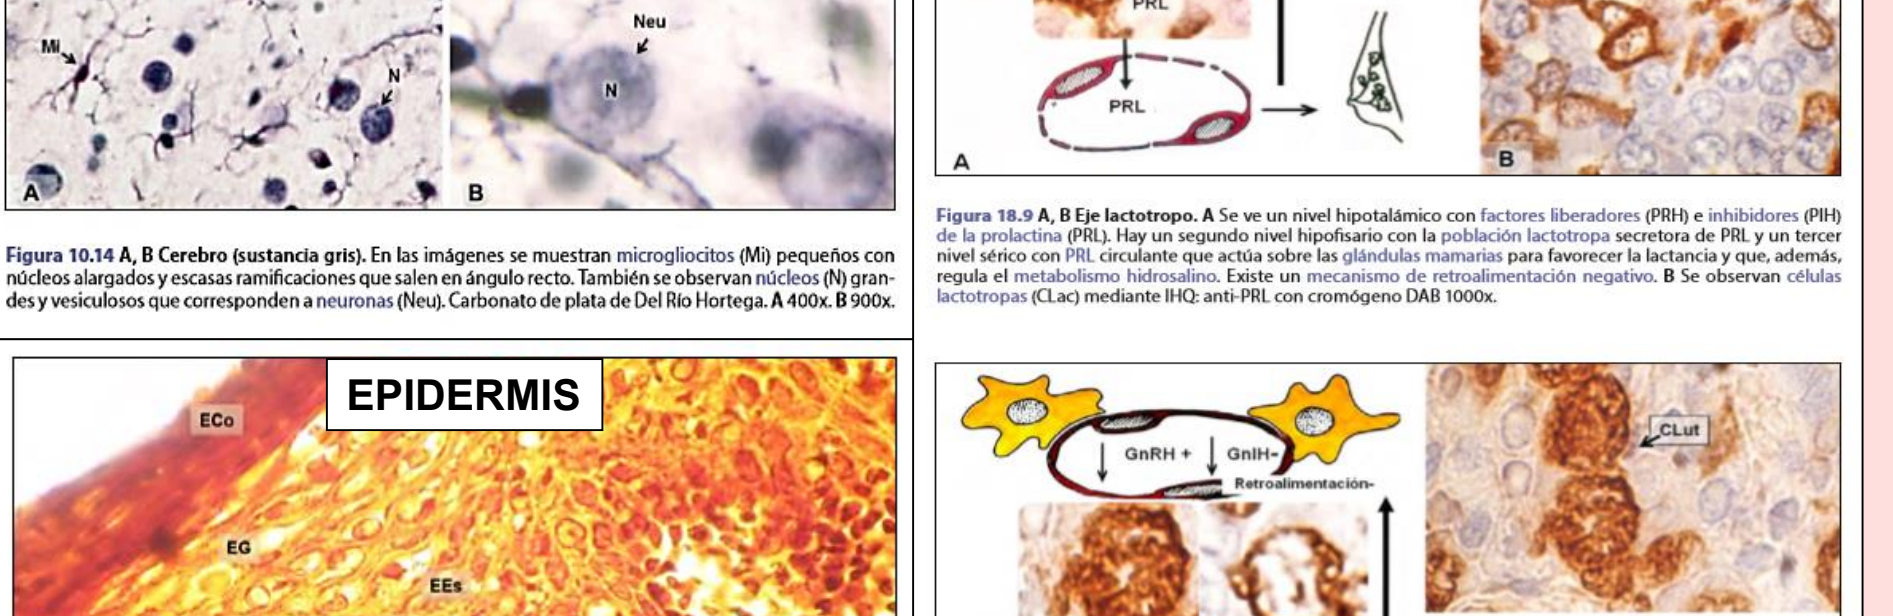 Mi
N
A
Neu
N
B
Figura 10.14 A, B Cerebro (sustancia gris). En las imágenes se muestran microgliocitos (Mi) pequeños con
núcleos alargados y escasas ramificaciones que salen en ángulo recto. También se observan núcleos (N) gran-
des y vesiculosos que corresponden a neuronas (Neu). Carbonato de plata de Del Río Hortega. A 400x. B 900x.
EPIDERMIS
ECo
EG
EEs
PRL
PRL
A
B
Figura 18.9 A, B Eje lactotropo. A Se ve un nivel hipotalámico con factores liberadores (PRH) e inhibidores (PIH)
de la prolactina (PRL). Hay un segundo nivel hipofisario con la población lactotropa secretora de PRL y un tercer
nivel sérico con PRL circulante que actúa sobre las glándulas mamarias para favorecer la lactancia y que, además,
regula el metabolismo hidrosalino. Existe un mecanismo de retroalimentación negativo. B Se observan células
lactotropas (CLac) mediante IHQ: anti-PRL con cromógeno DAB 1000x.
GnRH +
GnIH-
Retroalimentación-
CLut